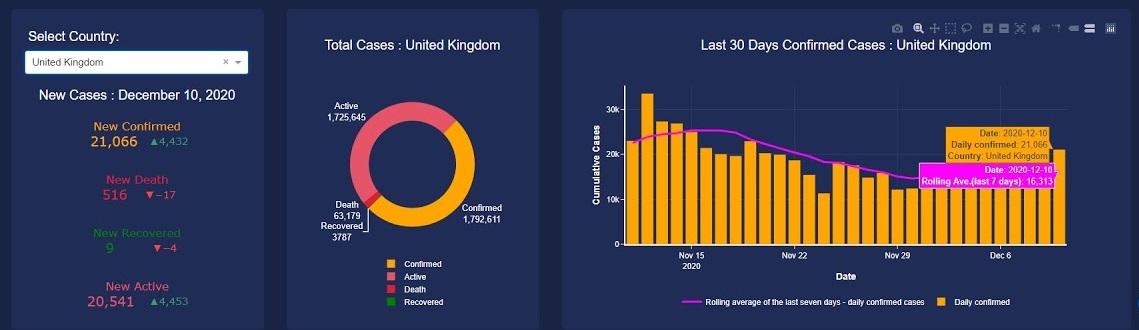 Select Country:
United Kingdom
New Cases : December 10, 2020
New Confirmed
21,066 ▲4,432
New Death
516 ▼−17
New Recovered
9 ▼−4
New Active
20,541 ▲4,453
Total Cases : United Kingdom
Active
1,725,645
Death
63,179
Recovered
3787
Confirmed
1,792,611
Confirmed
Active
Death
Recovered
Last 30 Days Confirmed Cases : United Kingdom
Cumulative Cases
30k
20k
10k
0
Date: 2020-12-10
Daily confirmed: 21,066
Country: United Kingdom
Date: 2020-12-10
Rolling Ave.(last 7 days): 16,313
Nov 15
2020
Nov 22
Nov 29
Dec 6
Date
Rolling average of the last seven days - daily confirmed cases
Daily confirmed